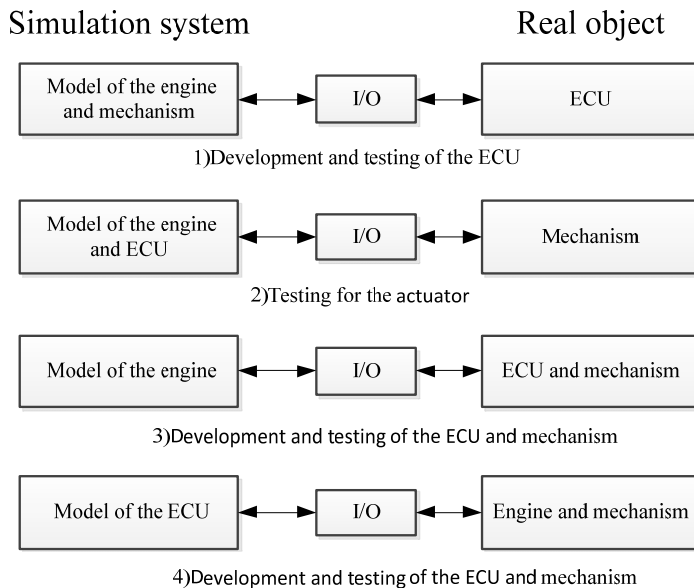 Simulation system
Real object
Model of the engine
and mechanism
I/O
ECU
1)Development and testing of the ECU
Model of the engine
and ECU
I/O
Mechanism
2)Testing for the actuator
Model of the engine
I/O
ECU and mechanism
3)Development and testing of the ECU and mechanism
Model of the ECU
I/O
Engine and mechanism
4)Development and testing of the ECU and mechanism